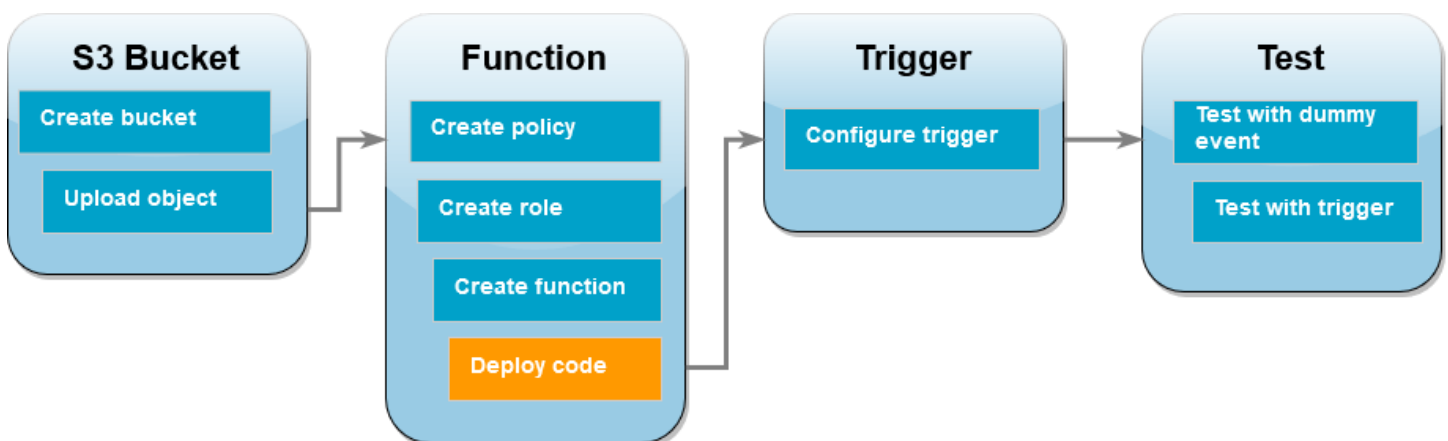 S3 Bucket
Create bucket
Upload object
Function
Create policy
Create role
Create function
Deploy code
Trigger
Configure trigger
Test
Test with dummy
event
Test with trigger